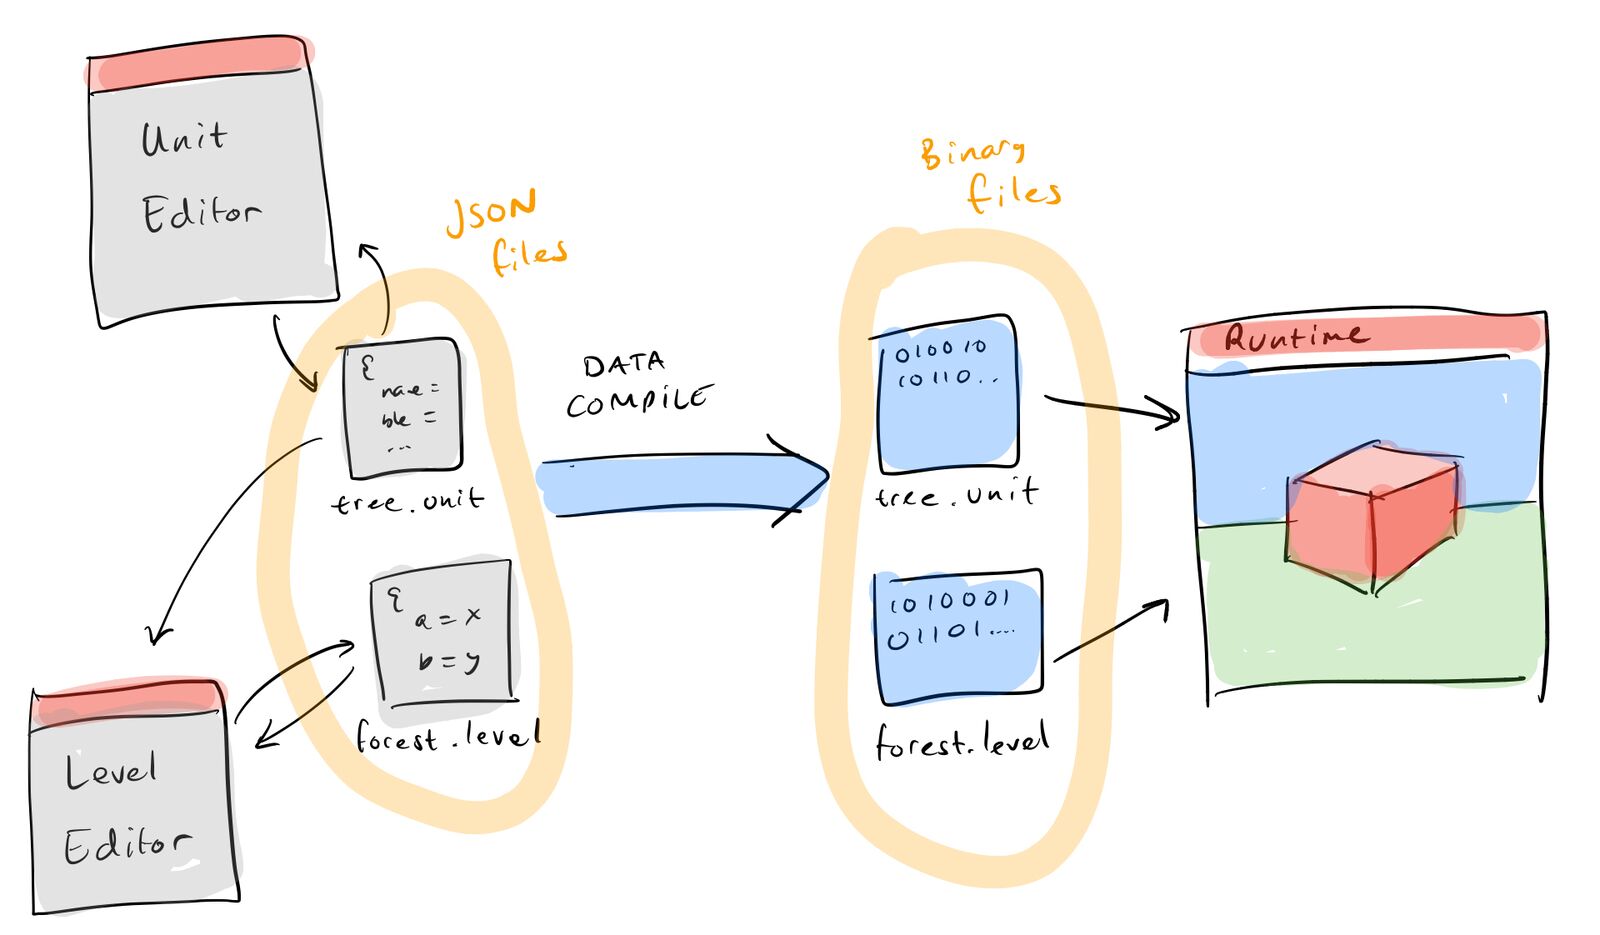 Unit
Editor
JSON
files
{
name =
ble =
...
tree.unit
{
a = x
b = y
forest.level
Level
Editor
DATA
COMPILE
Binary
files
010010
10110..
tree.unit
1010001
01101....
forest.level
Runtime